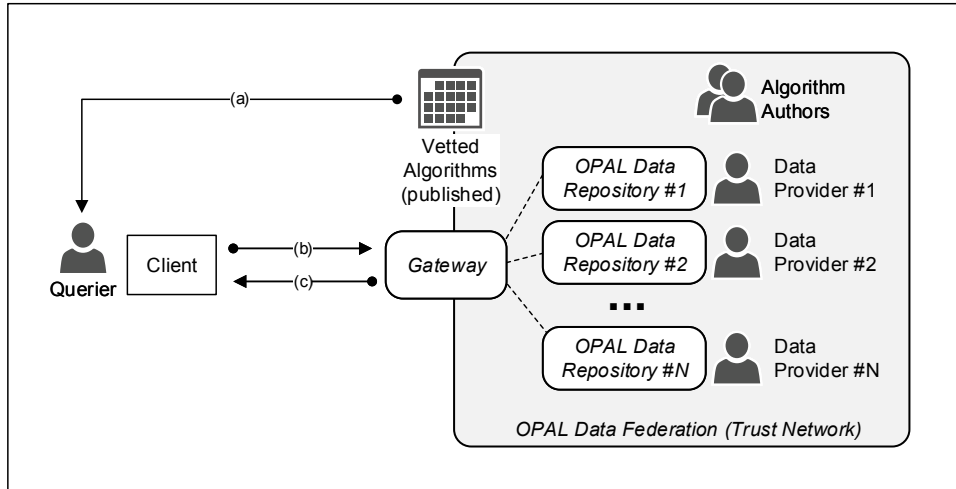 (a)
Vetted
Algorithms
(published)
Algorithm
Authors
OPAL Data
Repository #1
Data
Provider #1
OPAL Data
Repository #2
Data
Provider #2
...
OPAL Data
Repository #N
Data
Provider #N
Querier
Client
(b)
(c)
Gateway
OPAL Data Federation (Trust Network)